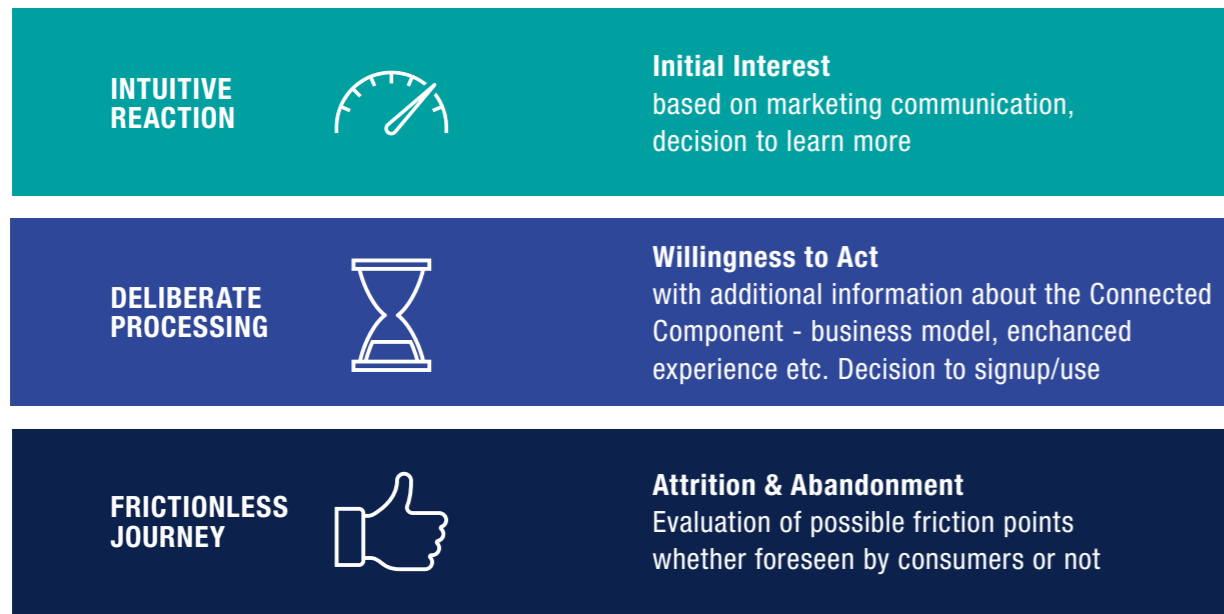 INTUITIVE
REACTION
Initial Interest
based on marketing communication,
decision to learn more
DELIBERATE
PROCESSING
Willingness to Act
with additional information about the Connected
Component - business model, enchanced
experience etc. Decision to signup/use
FRICTIONLESS
JOURNEY
Attrition & Abandonment
Evaluation of possible friction points
whether foreseen by consumers or not